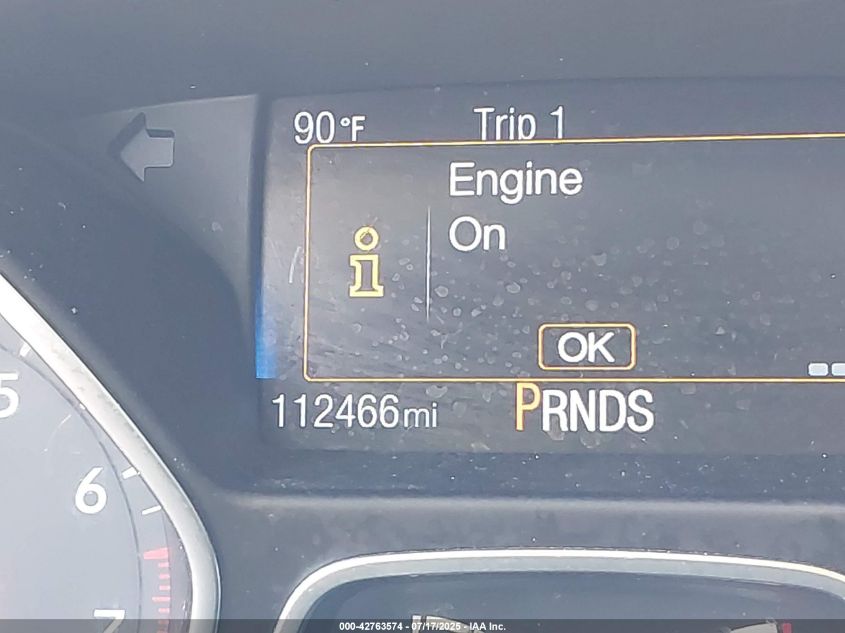 90°F Trip 1
Engine
On
i
OK
112466mi PRNDS
5
6
7
000-42763574 - 07/17/2025 - IAA Inc.